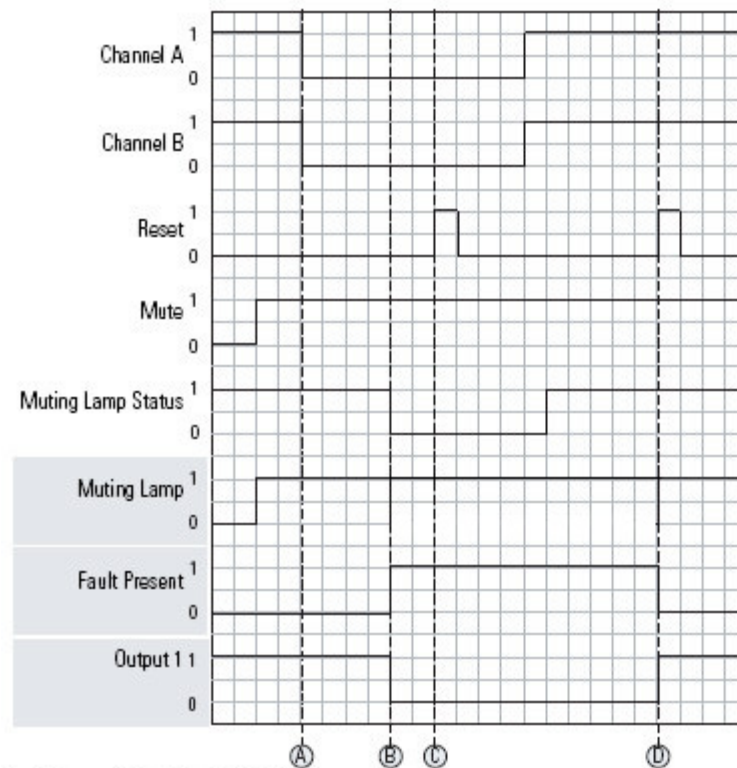 Channel A 1
0
Channel B 1
0
Reset 1
0
Mute 1
0
Muting Lamp Status 1
0
Muting Lamp 1
0
Fault Present 1
0
Output 1 1
0
Ⓐ Ⓑ Ⓒ Ⓓ